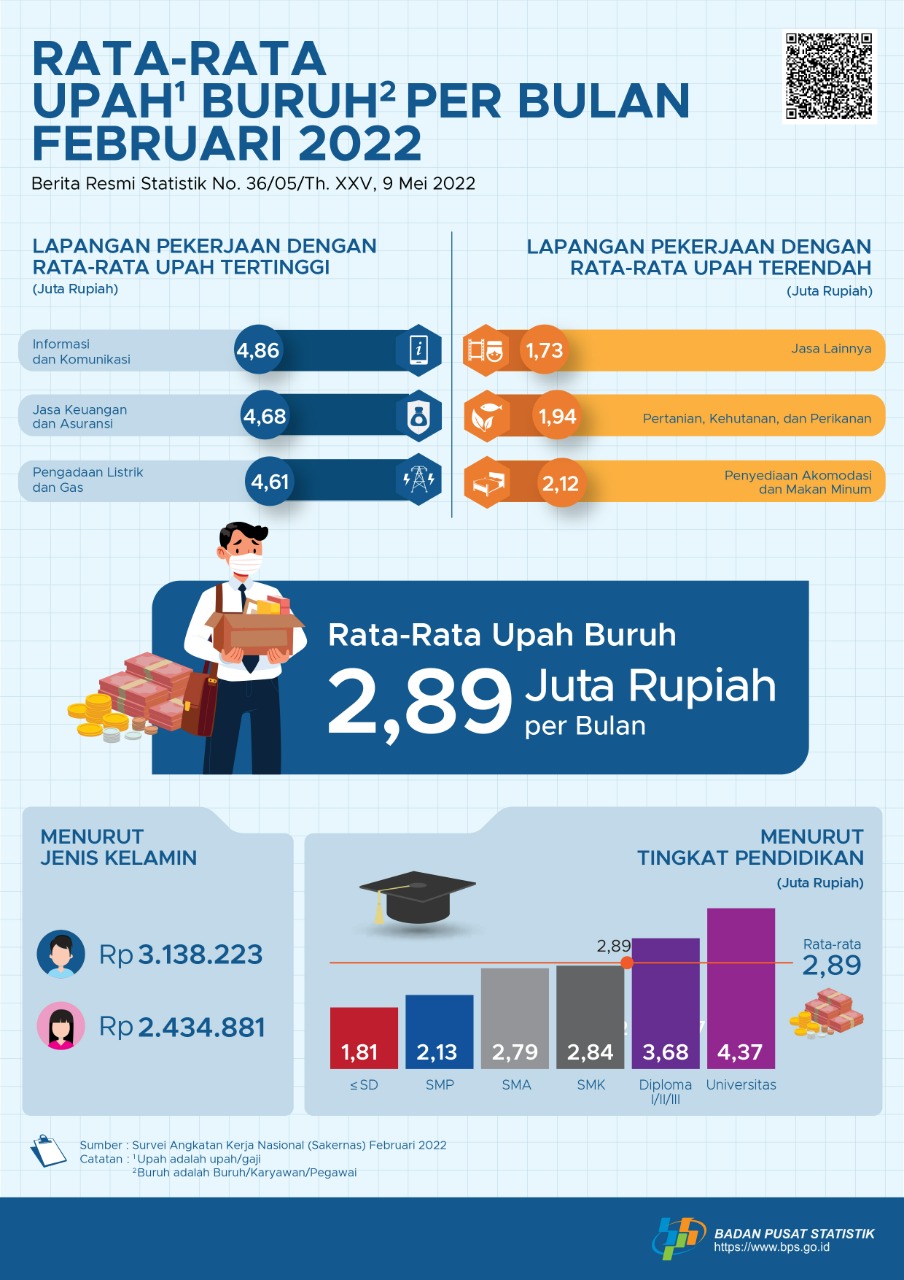 RATA-RATA
UPAH¹ BURUH² PER BULAN
FEBRUARI 2022
Berita Resmi Statistik No. 36/05/Th. XXV, 9 Mei 2022
LAPANGAN PEKERJAAN DENGAN
RATA-RATA UPAH TERTINGGI
(Juta Rupiah)
Informasi
dan Komunikasi
4,86
Jasa Keuangan
dan Asuransi
4,68
Pengadaan Listrik
dan Gas
4,61
LAPANGAN PEKERJAAN DENGAN
RATA-RATA UPAH TERENDAH
(Juta Rupiah)
1,73
Jasa Lainnya
1,94
Pertanian, Kehutanan, dan Perikanan
2,12
Penyediaan Akomodasi
dan Makan Minum
Rata-Rata Upah Buruh
2,89 Juta Rupiah
per Bulan
MENURUT
JENIS KELAMIN
Rp 3.138.223
Rp 2.434.881
MENURUT
TINGKAT PENDIDIKAN
(Juta Rupiah)
2,89
Rata-rata
2,89
1,81
2,13
2,79
2,84
3,68
4,37
≤ SD
SMP
SMA
SMK
Diploma
I/II/III
Universitas
Sumber : Survei Angkatan Kerja Nasional (Sakernas) Februari 2022
Catatan : ¹Upah adalah upah/gaji
²Buruh adalah Buruh/Karyawan/Pegawai
BADAN PUSAT STATISTIK
https://www.bps.go.id